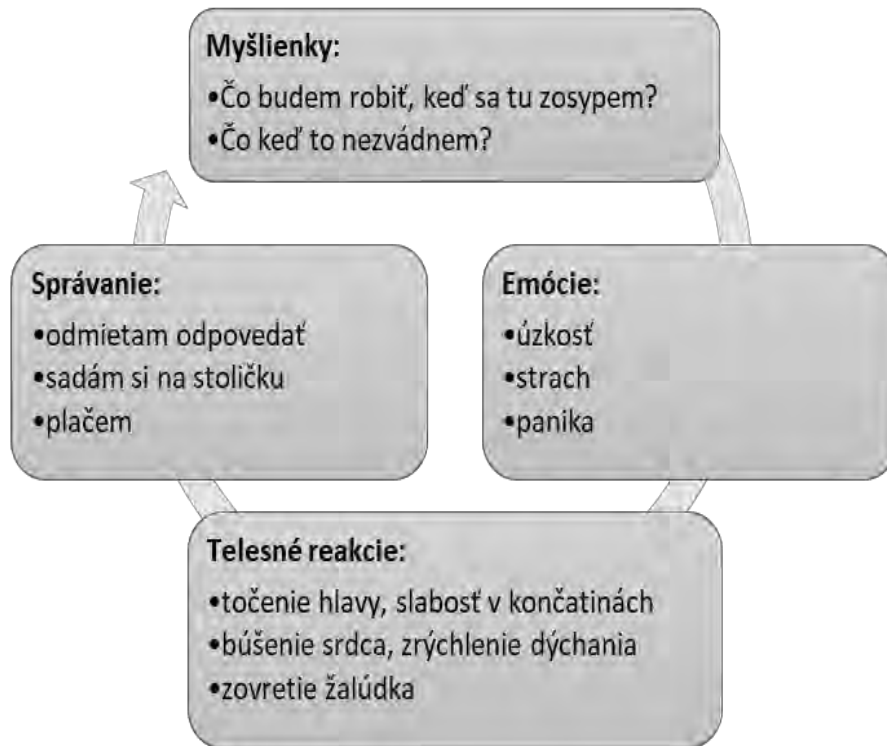 Myšlienky:
•Čo budem robiť, keď sa tu zosypem?
•Čo keď to nezvádnem?
Správanie:
•odmietam odpovedať
•sadám si na stoličku
•plačem
Emócie:
•úzkosť
•strach
•panika
Telesné reakcie:
•točenie hlavy, slabosť v končatinách
•búšenie srdca, zrýchlenie dýchania
•zovretie žalúdka